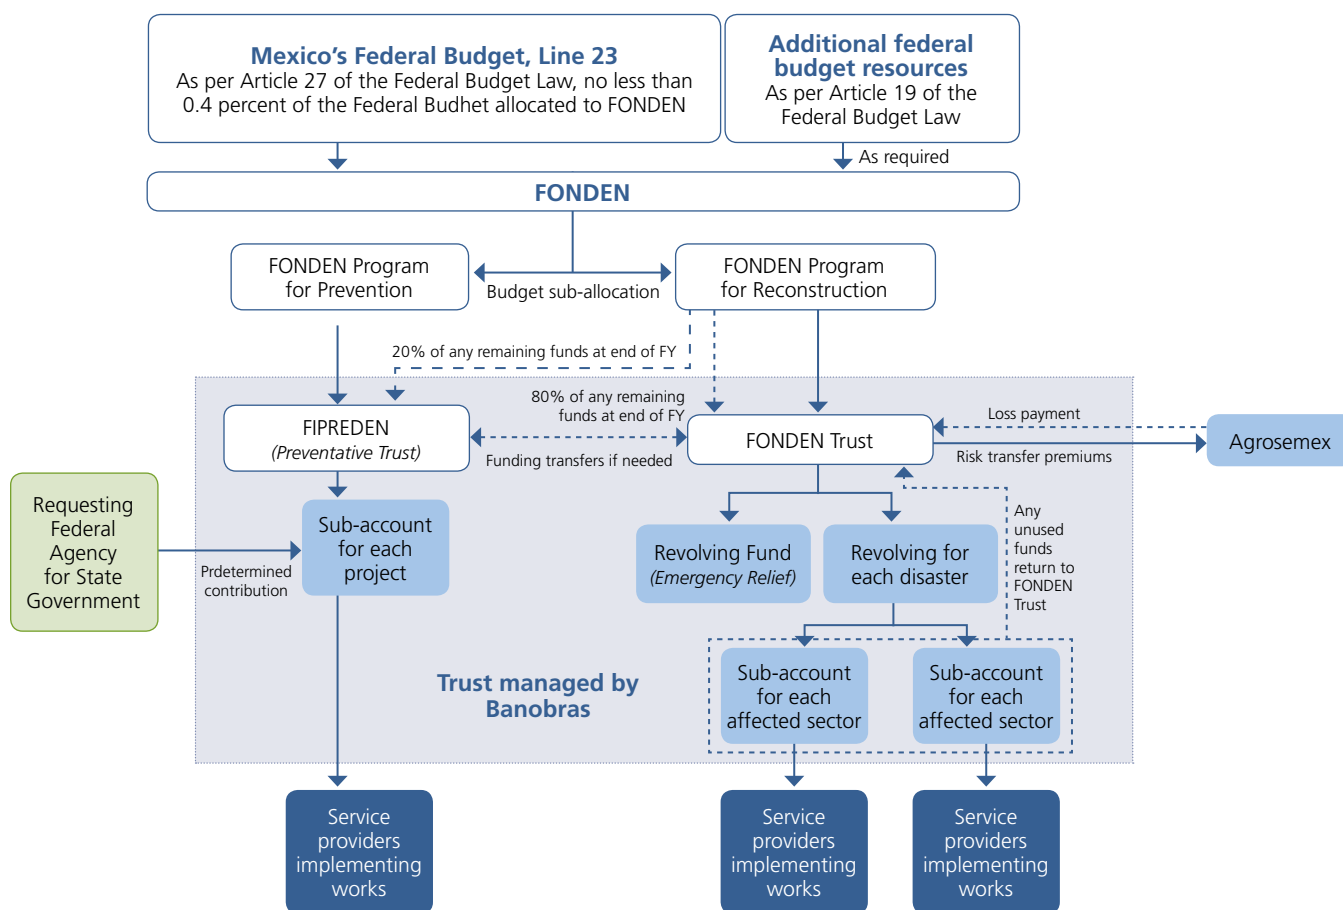 Mexico's Federal Budget, Line 23
As per Article 27 of the Federal Budget Law, no less than
0.4 percent of the Federal Budhet allocated to FONDEN
Additional federal
budget resources
As per Article 19 of the
Federal Budget Law
As required
FONDEN
FONDEN Program
for Prevention
Budget sub-allocation
FONDEN Program
for Reconstruction
20% of any remaining funds at end of FY
80% of any remaining
funds at end of FY
FIPREDEN
(Preventative Trust)
Funding transfers if needed
FONDEN Trust
Loss payment
Risk transfer premiums
Agrosemex
Requesting
Federal
Agency
for State
Government
Prdetermined
contribution
Sub-account
for each
project
Revolving Fund
(Emergency Relief)
Revolving for
each disaster
Any
unused
funds
return to
FONDEN
Trust
Trust managed by
Banobras
Sub-account
for each
affected sector
Sub-account
for each
affected sector
Service
providers
implementing
works
Service
providers
implementing
works
Service
providers
implementing
works